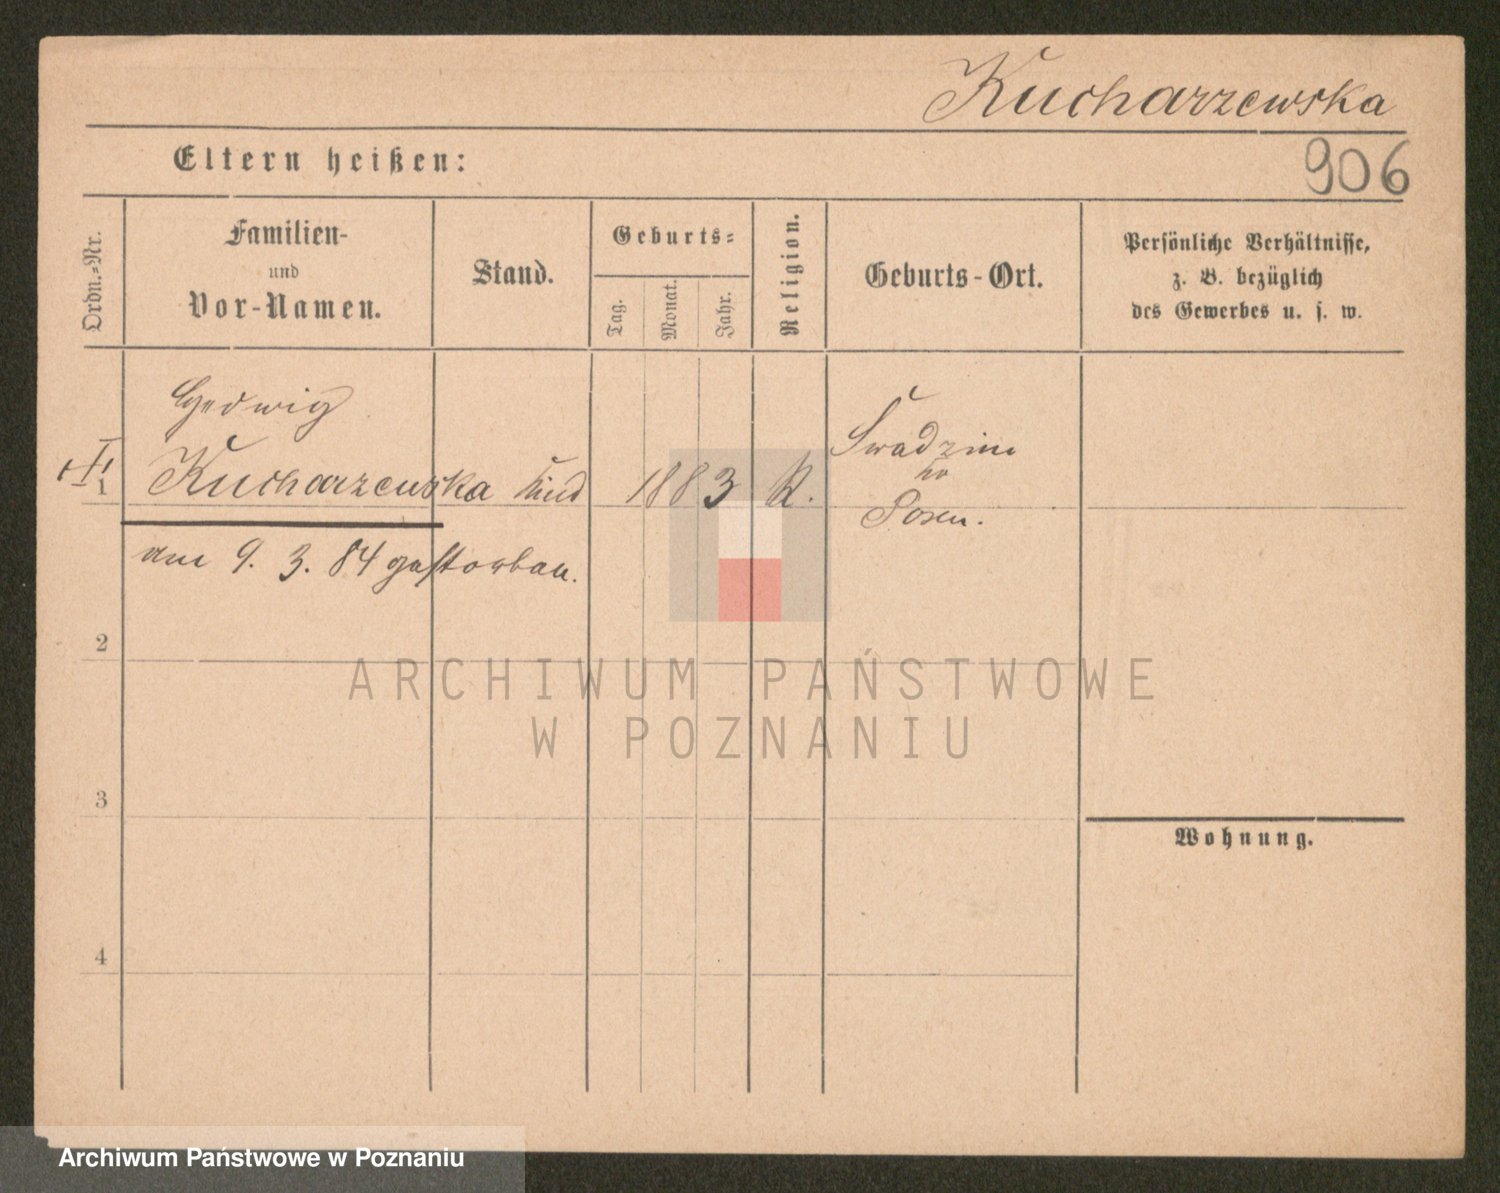 Kucharzewska
906
Eltern heißen:
Ordn.-Nr.
Familien-
und
Vor-Namen.
Stand.
Geburts-
Tag.
Monat.
Jahr.
Religion.
Geburts-Ort.
Persönliche Verhältnisse,
z. B. bezüglich
des Gewerbes u. s. w.
Hedwig
1 Kucharzewska Kind 1883 K.
Swadzim
Posen.
am 9. 3. 84 gestorben.
2
3
4
Wohnung.
ARCHIWUM PAŃSTWOWE
W POZNANIU
Archiwum Państwowe w Poznaniu